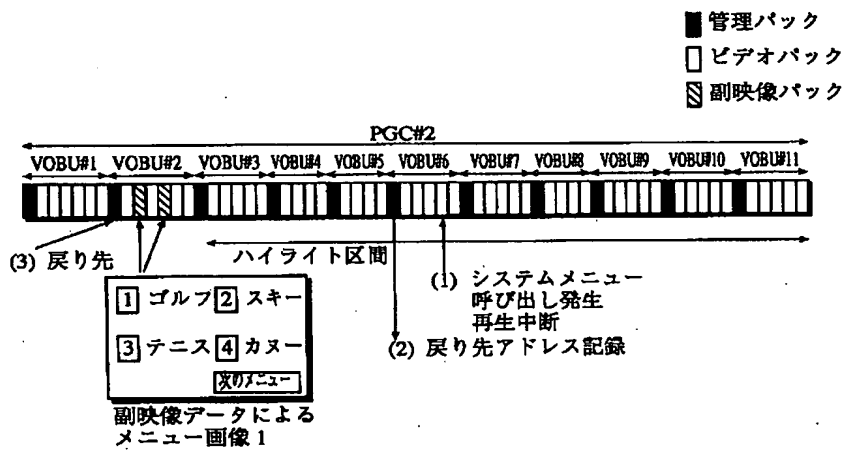 管理パック
ビデオパック
副映像パック
PGC#2
VOBU#1 VOBU#2 VOBU#3 VOBU#4 VOBU#5 VOBU#6 VOBU#7 VOBU#8 VOBU#9 VOBU#10 VOBU#11
(3) 戻り先
ハイライト区間
(1) システムメニュー
呼び出し発生
再生中断
(2) 戻り先アドレス記録
1 ゴルフ 2 スキー
3 テニス 4 カヌー
次のメニュー
副映像データによる
メニュー画像 1